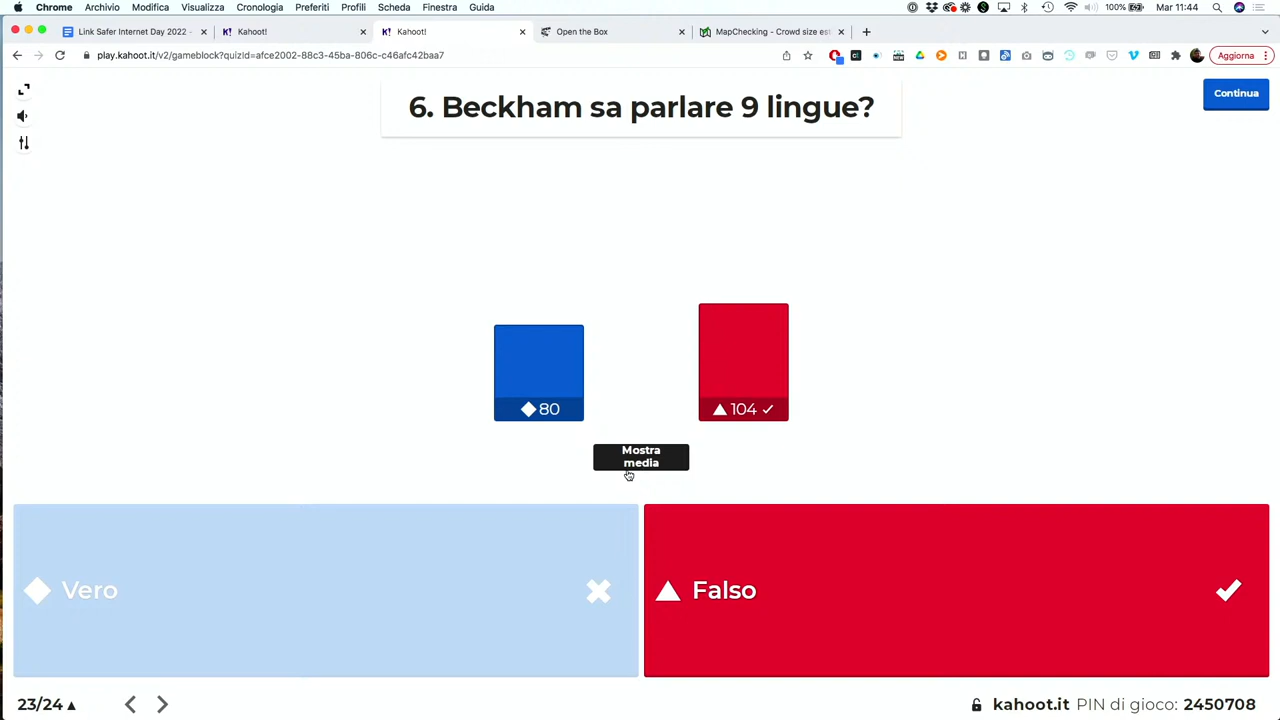 Chrome Archivio Modifica Visualizza Cronologia Preferiti Profili Scheda Finestra Guida 100% Mar 11:44
Link Safer Internet Day 2022 - Kahoot! Kahoot! Open the Box MapChecking - Crowd size est
play.kahoot.it/v2/gameblock?quizId=afce2002-88c3-45ba-806c-c46afc42baa7 Aggiorna
6. Beckham sa parlare 9 lingue?
Continua
80
104
Mostra
media
Vero
Falso
23/24
kahoot.it PIN di gioco: 2450708